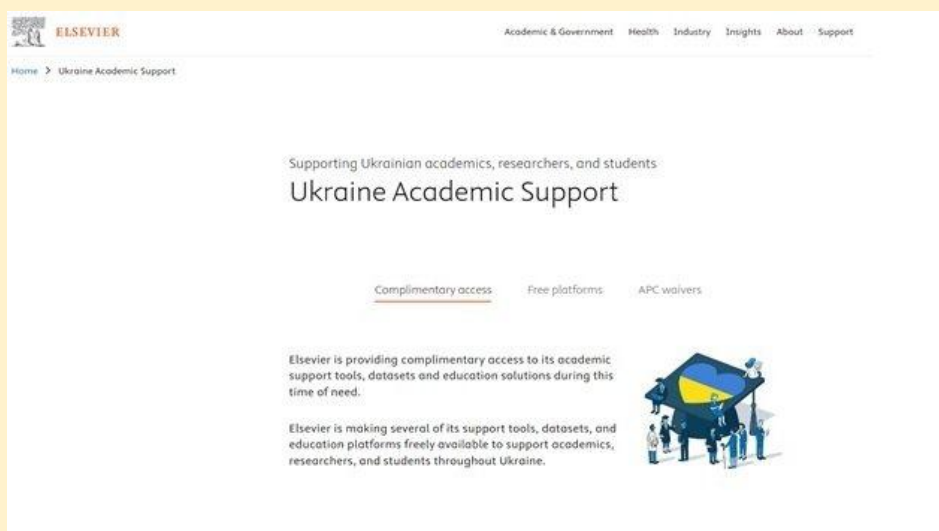 ELSEVIER
Academic & Government Health Industry Insights About Support
Home > Ukraine Academic Support
Supporting Ukrainian academics, researchers, and students
Ukraine Academic Support
Complimentary access Free platforms APC waivers
Elsevier is providing complimentary access to its academic
support tools, datasets and education solutions during this
time of need.
Elsevier is making several of its support tools, datasets, and
education platforms freely available to support academics,
researchers, and students throughout Ukraine.